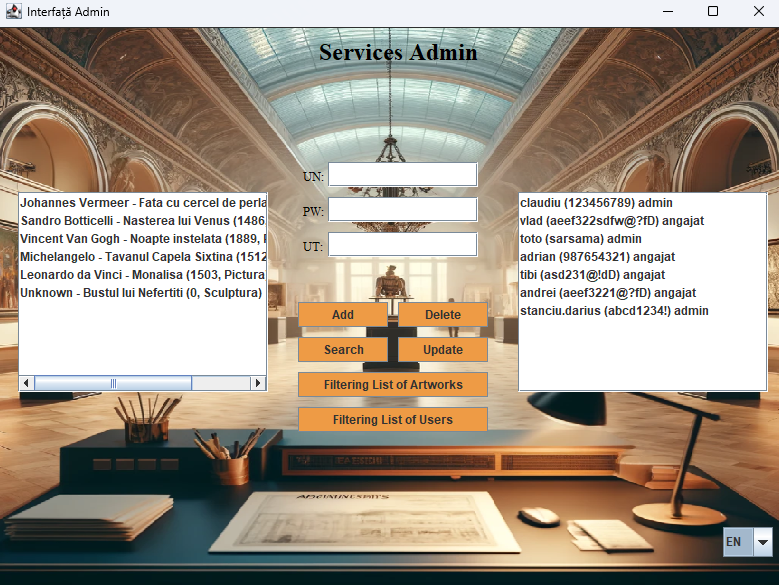 Interfață Admin
Services Admin
UN:
PW:
UT:
Johannes Vermeer - Fata cu cercel de perla
Sandro Botticelli - Nasterea lui Venus (1486
Vincent Van Gogh - Noapte instelata (1889,
Michelangelo - Tavanul Capela Sixtina (1512
Leonardo da Vinci - Monalisa (1503, Pictura
Unknown - Bustul lui Nefertiti (0, Sculptura)
claudiu (123456789) admin
vlad (aeef322sdfw@?fD) angajat
toto (sarsama) admin
adrian (987654321) angajat
tibi (asd231@!dD) angajat
andrei (aeef3221@?fD) angajat
stanciu.darius (abcd1234!) admin
Add
Delete
Search
Update
Filtering List of Artworks
Filtering List of Users
EN